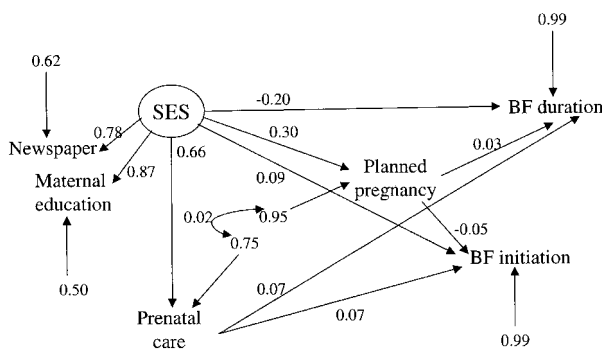 0.99
0.62
SES
-0.20
BF duration
0.78
0.30
0.03
Newspaper
0.87
0.66
0.09
Planned
pregnancy
Maternal
education
0.02
0.95
-0.05
0.75
BF initiation
0.50
0.07
Prenatal
care
0.07
0.99